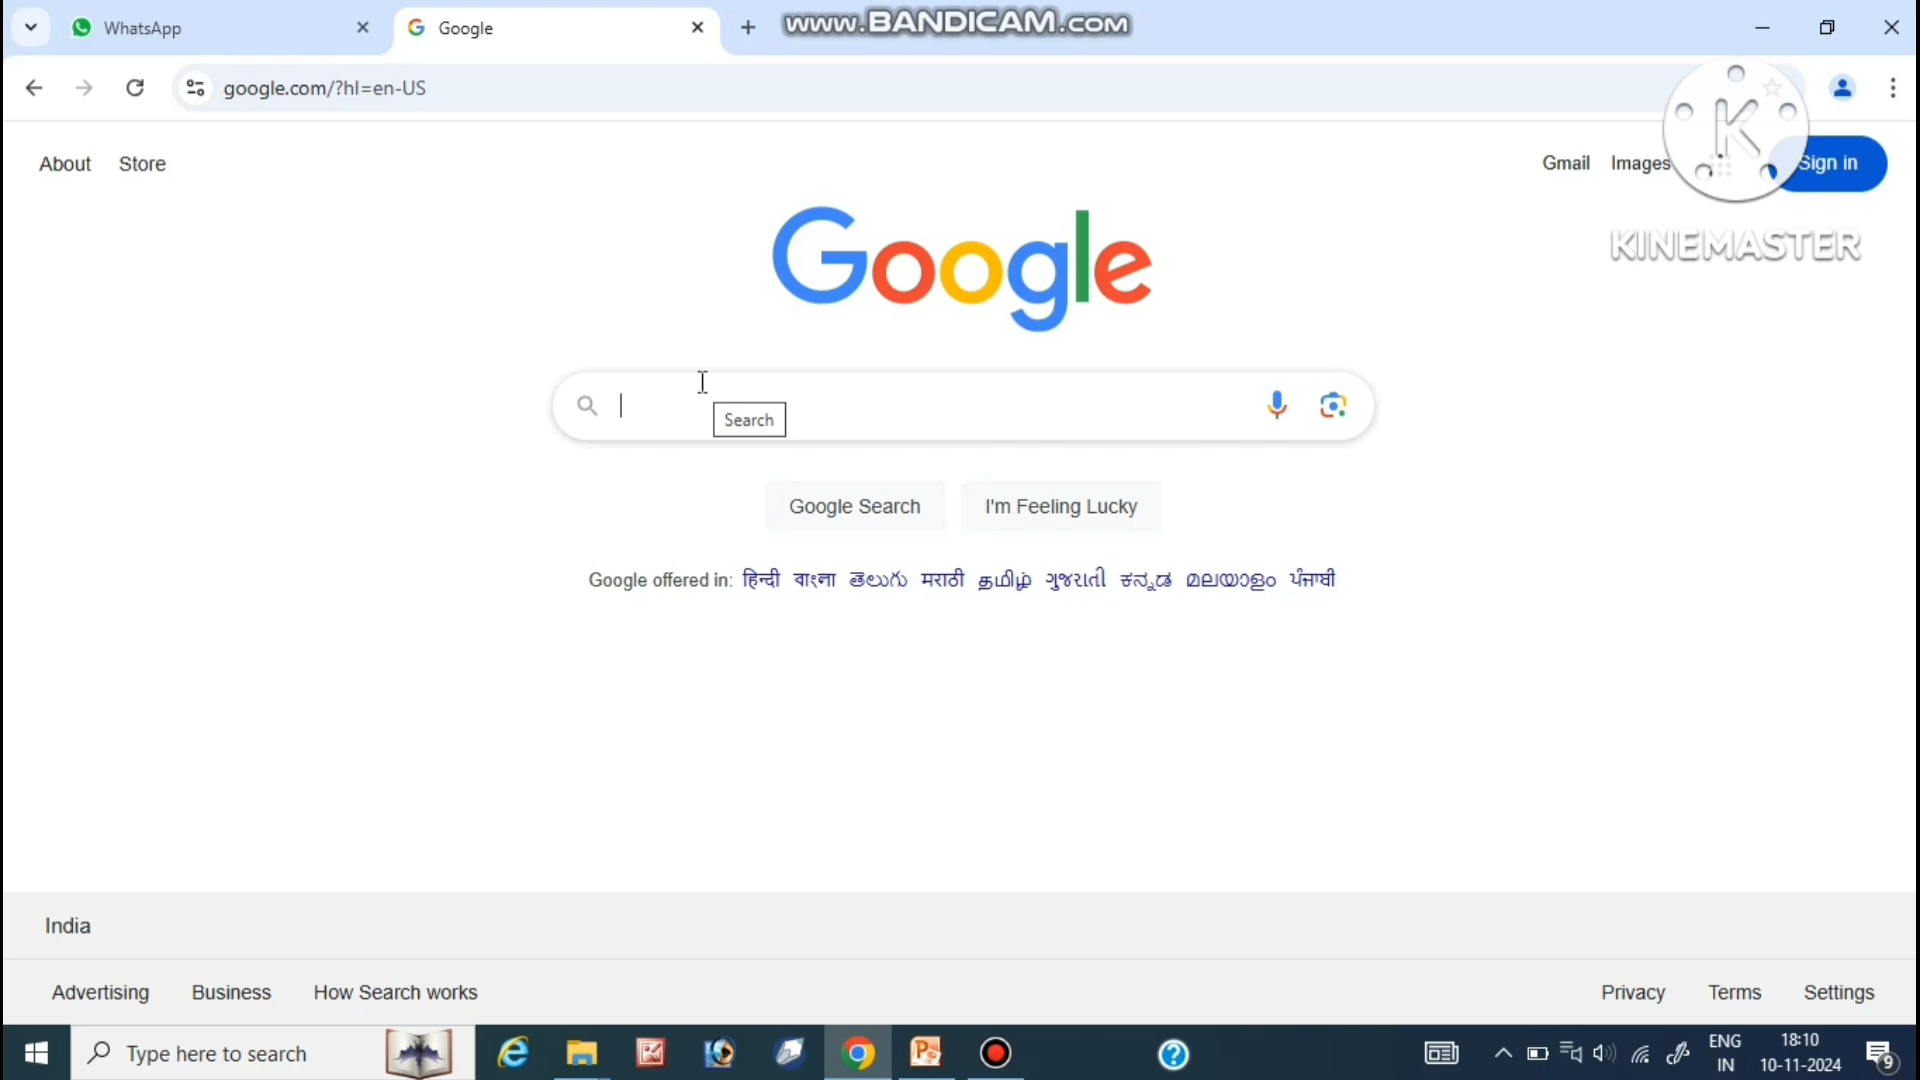 WhatsApp Google www.BANDICAM.com
google.com/?hl=en-US
About Store Gmail Images Sign in
KINEMASTER
Google
Search
Google Search I'm Feeling Lucky
Google offered in: हिन्दी বাংলা తెలుగు मराठी தமிழ் ગુજરાતી ಕನ್ನಡ മലയാളം ਪੰਜਾਬੀ
India
Advertising Business How Search works Privacy Terms Settings
Type here to search ENG 18:10
IN 10-11-2024 9